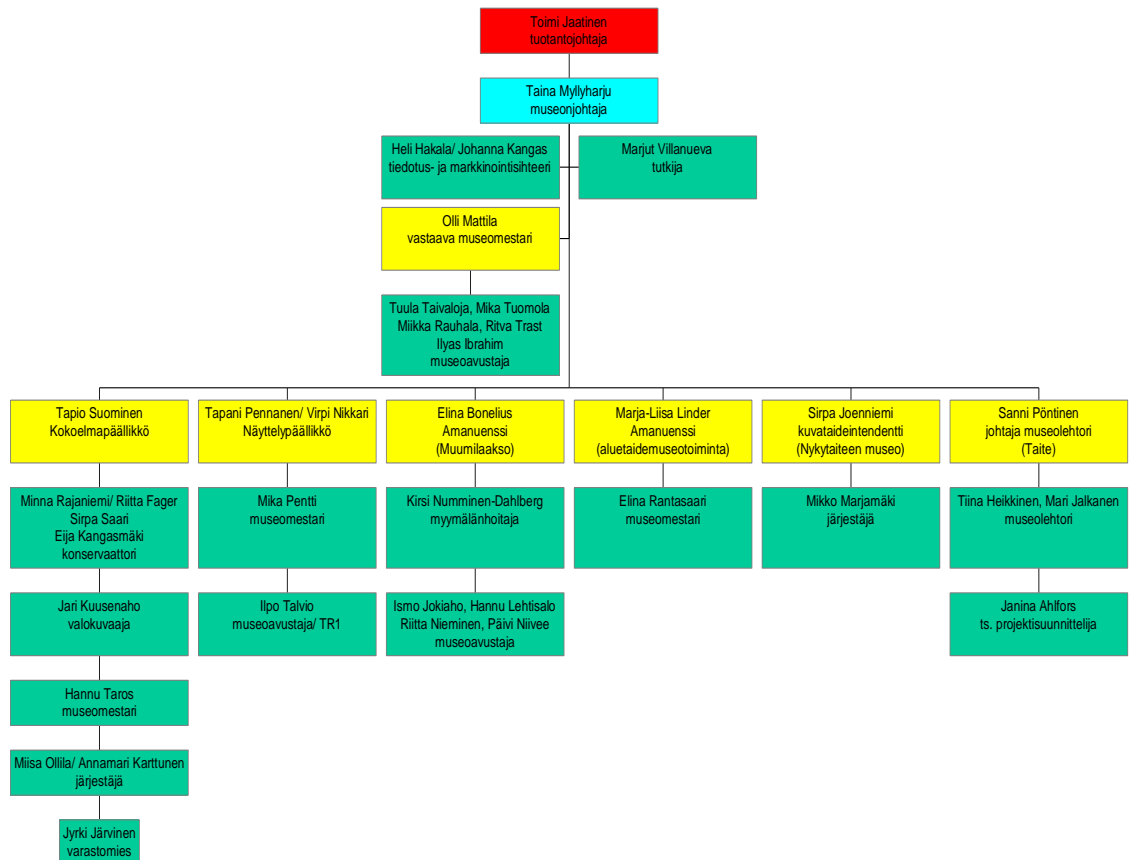 Toimi Jaatinen
tuotantojohtaja
Taina Myllyharju
museonjohtaja
Heli Hakala/ Johanna Kangas
tiedotus- ja markkinointisihteeri
Marjut Villanueva
tutkija
Olli Mattila
vastaava museomestari
Tuula Taivaloja, Mika Tuomola
Miikka Rauhala, Ritva Trast
Ilyas Ibrahim
museoavustaja
Tapio Suominen
Kokoelmapäällikkö
Minna Rajaniemi/ Riitta Fager
Sirpa Saari
Eija Kangasmäki
konservaattori
Jari Kuusenaho
valokuvaaja
Hannu Taros
museomestari
Miisa Ollila/ Annamari Karttunen
järjestäjä
Jyrki Järvinen
varastomies
Tapani Pennanen/ Virpi Nikkari
Näyttelypäällikkö
Mika Pentti
museomestari
Ilpo Talvio
museoavustaja/ TR1
Elina Bonelius
Amanuenssi
(Muumilaakso)
Kirsi Numminen-Dahlberg
myymälänhoitaja
Ismo Jokiaho, Hannu Lehtisalo
Riitta Nieminen, Päivi Niivee
museoavustaja
Marja-Liisa Linder
Amanuenssi
(aluetaidemuseotoiminta)
Elina Rantasaari
museomestari
Sirpa Joenniemi
kuvataideintendentti
(Nykytaiteen museo)
Mikko Marjamäki
järjestäjä
Sanni Pöntinen
johtaja museolehtori
(Taite)
Tiina Heikkinen, Mari Jalkanen
museolehtori
Janina Ahlfors
ts. projektisuunnittelija